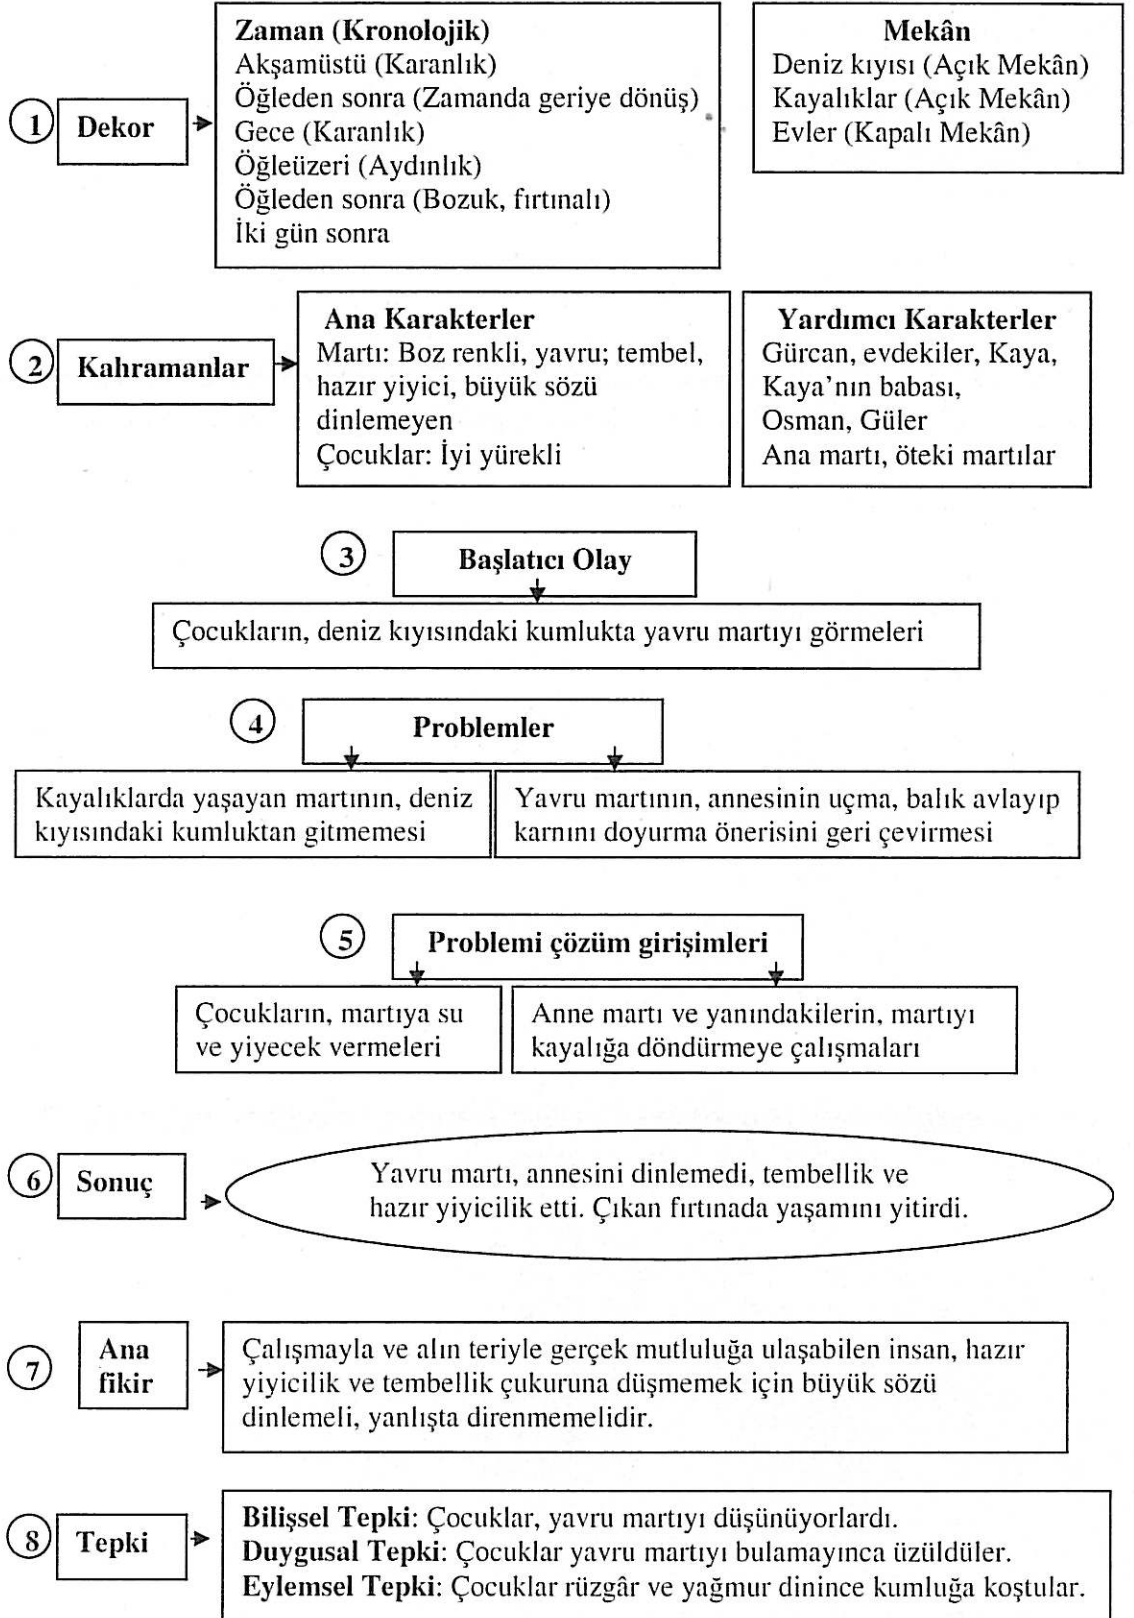 1
Dekor
Zaman (Kronolojik)
Akşamüstü (Karanlık)
Öğleden sonra (Zamanda geriye dönüş)
Gece (Karanlık)
Öğleüzeri (Aydınlık)
Öğleden sonra (Bozuk, fırtınalı)
İki gün sonra
Mekân
Deniz kıyısı (Açık Mekân)
Kayalıklar (Açık Mekân)
Evler (Kapalı Mekân)
2
Kahramanlar
Ana Karakterler
Martı: Boz renkli, yavru; tembel,
hazır yiyici, büyük sözü
dinlemeyen
Çocuklar: İyi yürekli
Yardımcı Karakterler
Gürcan, evdekiler, Kaya,
Kaya’nın babası,
Osman, Güler
Ana martı, öteki martılar
3
Başlatıcı Olay
Çocukların, deniz kıyısındaki kumlukta yavru martıyı görmeleri
4
Problemler
Kayalıklarda yaşayan martının, deniz
kıyısındaki kumluktan gitmemesi
Yavru martının, annesinin uçma, balık avlayıp
karnını doyurma önerisini geri çevirmesi
5
Problemi çözüm girişimleri
Çocukların, martıya su
ve yiyecek vermeleri
Anne martı ve yanındakilerin, martıyı
kayalığa döndürmeye çalışmaları
6
Sonuç
Yavru martı, annesini dinlemedi, tembellik ve
hazır yiyicilik etti. Çıkan fırtınada yaşamını yitirdi.
7
Ana
fikir
Çalışmayla ve alın teriyle gerçek mutluluğa ulaşabilen insan, hazır
yiyicilik ve tembellik çukuruna düşmemek için büyük sözü
dinlemeli, yanlışta direnmemelidir.
8
Tepki
Bilişsel Tepki: Çocuklar, yavru martıyı düşünüyorlardı.
Duygusal Tepki: Çocuklar yavru martıyı bulamayınca üzüldüler.
Eylemsel Tepki: Çocuklar rüzgâr ve yağmur dinince kumluğa koştular.